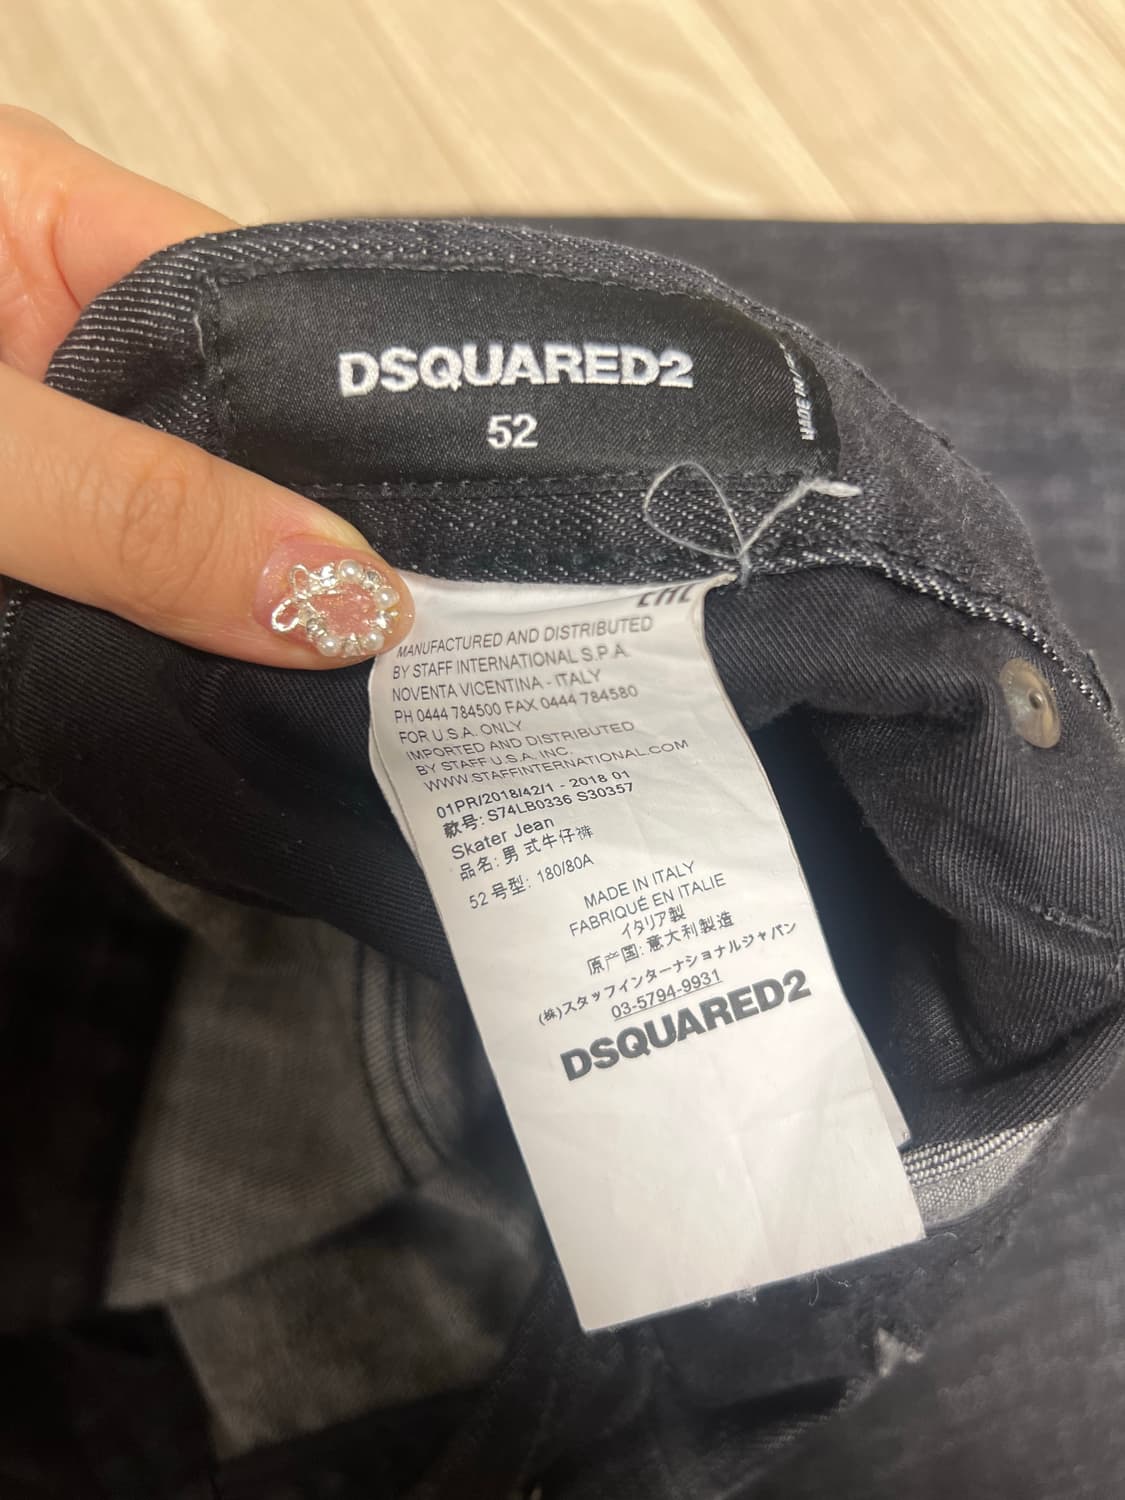 DSQUARED2
52
MADE IN
EAC
MANUFACTURED AND DISTRIBUTED
BY STAFF INTERNATIONAL S.P.A.
NOVENTA VICENTINA - ITALY
PH 0444 784500 FAX 0444 784580
FOR U.S.A. ONLY
IMPORTED AND DISTRIBUTED
BY STAFF U.S.A. INC.
WWW.STAFFINTERNATIONAL.COM
01PR/2018/42/1 - 2018 01
款号: S74LB0336 S30357
Skater Jean
品名: 男式牛仔裤
52 号型: 180/80A
MADE IN ITALY
FABRIQUÉ EN ITALIE
イタリア製
原产国: 意大利製造
(株)スタッフインターナショナルジャパン
03-5794-9931
DSQUARED2